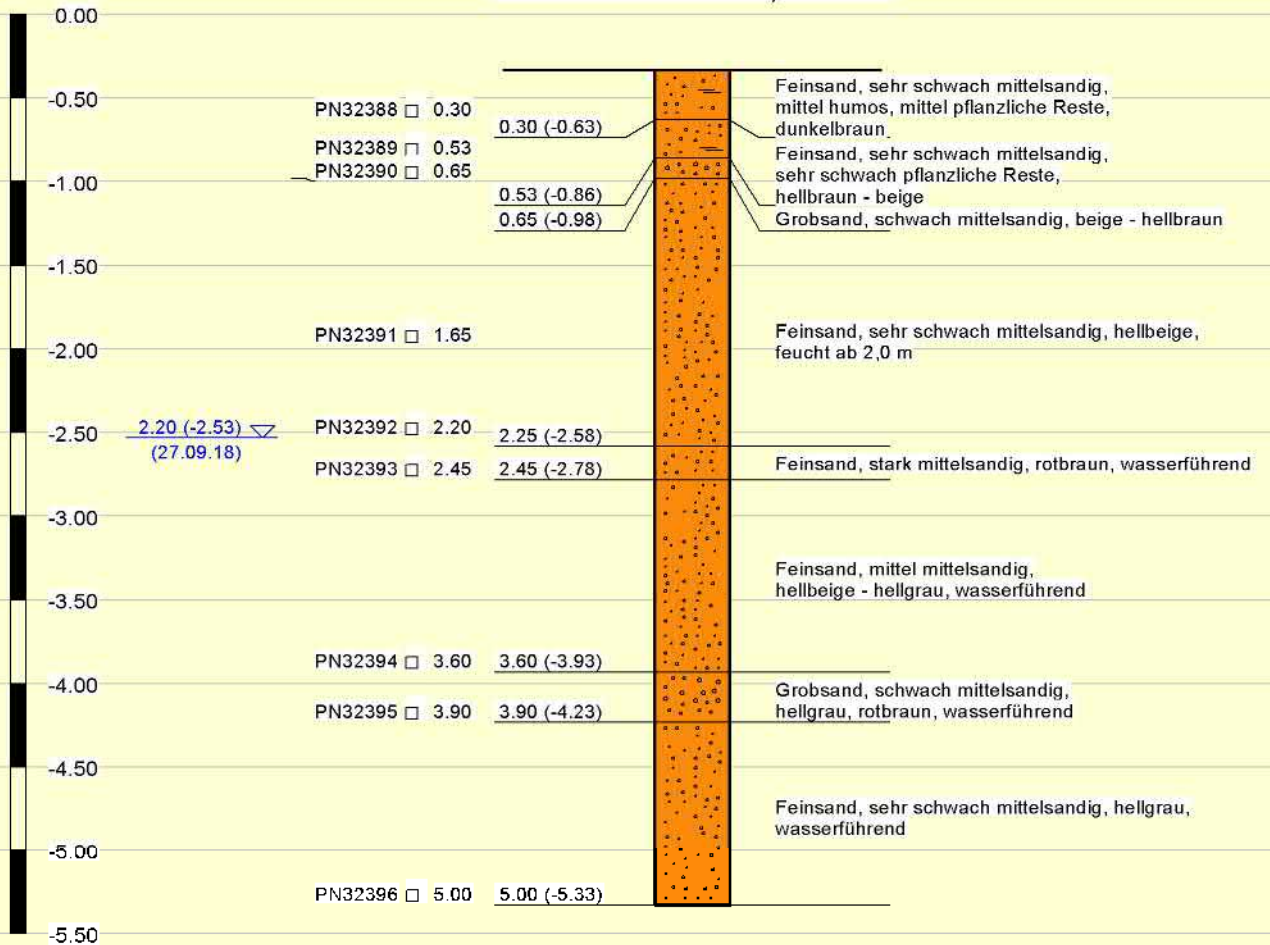 0.00
-0.50
-1.00
-1.50
-2.00
-2.50
-3.00
-3.50
-4.00
-4.50
-5.00
-5.50
2.20 (-2.53)
(27.09.18)
PN32388 0.30
PN32389 0.53
PN32390 0.65
PN32391 1.65
PN32392 2.20
PN32393 2.45
PN32394 3.60
PN32395 3.90
PN32396 5.00
0.30 (-0.63)
0.53 (-0.86)
0.65 (-0.98)
2.25 (-2.58)
2.45 (-2.78)
3.60 (-3.93)
3.90 (-4.23)
5.00 (-5.33)
Feinsand, sehr schwach mittelsandig,
mittel humos, mittel pflanzliche Reste,
dunkelbraun
Feinsand, sehr schwach mittelsandig,
sehr schwach pflanzliche Reste,
hellbraun - beige
Grobsand, schwach mittelsandig, beige - hellbraun
Feinsand, sehr schwach mittelsandig, hellbeige,
feucht ab 2,0 m
Feinsand, stark mittelsandig, rotbraun, wasserführend
Feinsand, mittel mittelsandig,
hellbeige - hellgrau, wasserführend
Grobsand, schwach mittelsandig,
hellgrau, rotbraun, wasserführend
Feinsand, sehr schwach mittelsandig, hellgrau,
wasserführend